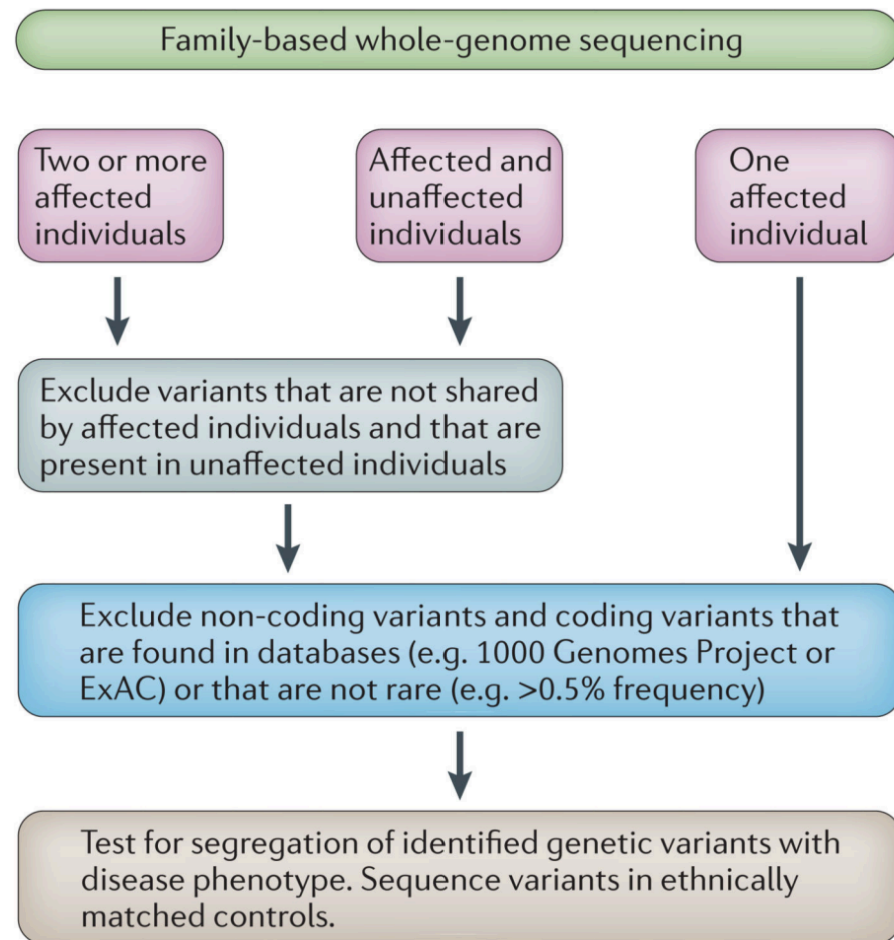 Family-based whole-genome sequencing
Two or more
affected
individuals
Affected and
unaffected
individuals
One
affected
individual
Exclude variants that are not shared
by affected individuals and that are
present in unaffected individuals
Exclude non-coding variants and coding variants that
are found in databases (e.g. 1000 Genomes Project or
ExAC) or that are not rare (e.g. >0.5% frequency)
Test for segregation of identified genetic variants with
disease phenotype. Sequence variants in ethnically
matched controls.